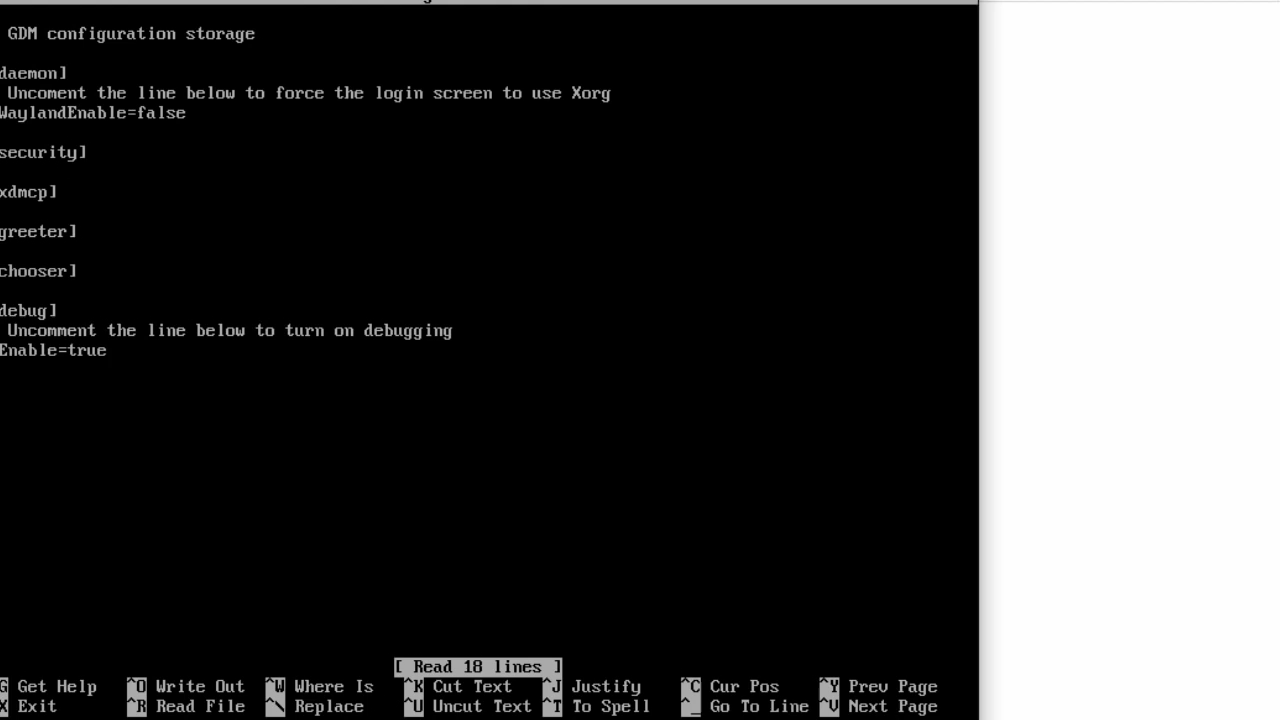 GDM configuration storage
daemon]
Uncoment the line below to force the login screen to use Xorg
WaylandEnable=false
security]
xdmcp]
greeter]
chooser]
debug]
Uncomment the line below to turn on debugging
Enable=true
[ Read 18 lines ]
G Get Help ^O Write Out ^W Where Is ^K Cut Text ^J Justify ^C Cur Pos ^Y Prev Page
X Exit ^R Read File ^\ Replace ^U Uncut Text ^T To Spell ^_ Go To Line ^V Next Page